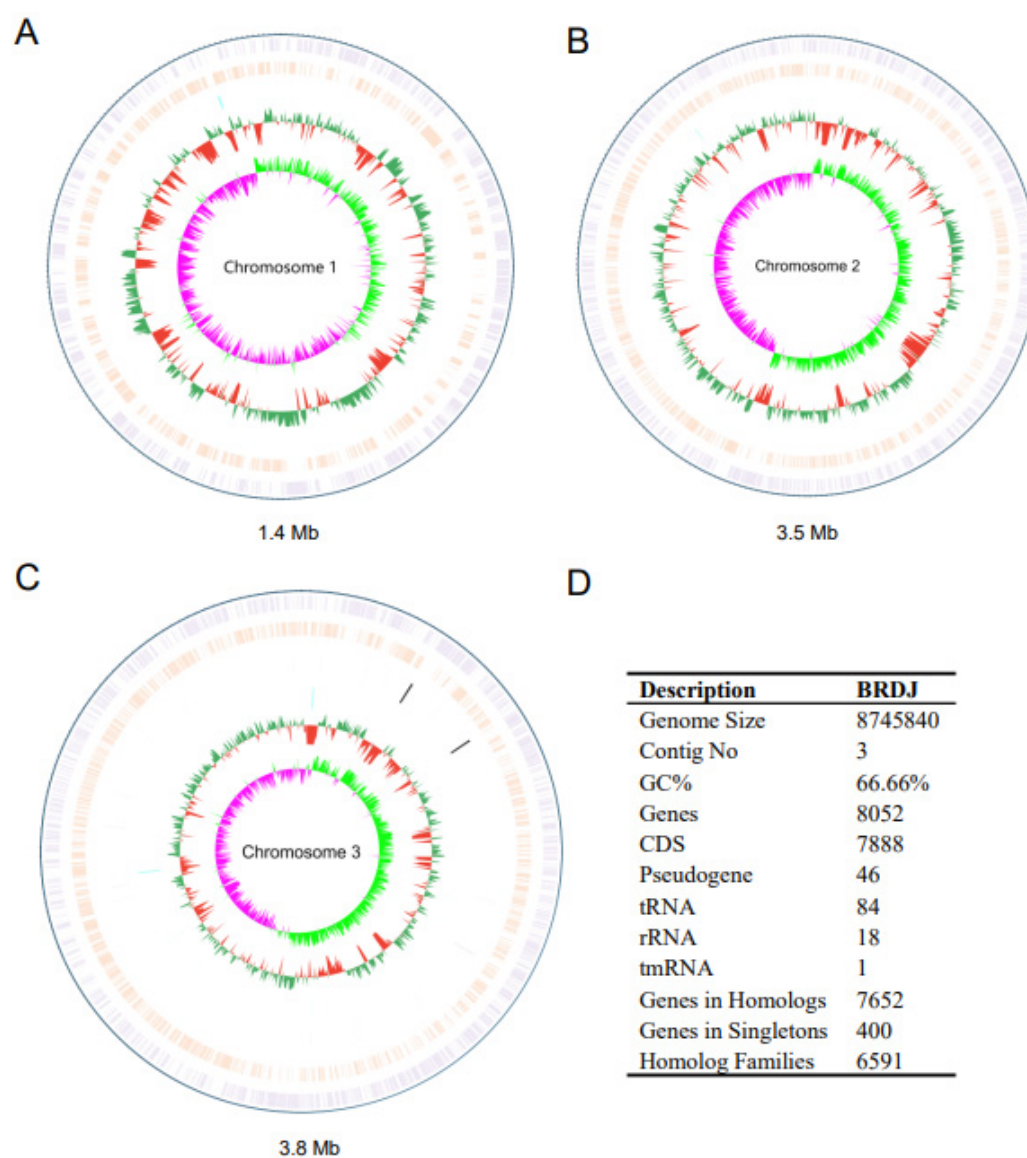 A
B
Chromosome 1
Chromosome 2
1.4 Mb
3.5 Mb
C
D
Chromosome 3
3.8 Mb
Description BRDJ
Genome Size 8745840
Contig No 3
GC% 66.66%
Genes 8052
CDS 7888
Pseudogene 46
tRNA 84
rRNA 18
tmRNA 1
Genes in Homologs 7652
Genes in Singletons 400
Homolog Families 6591